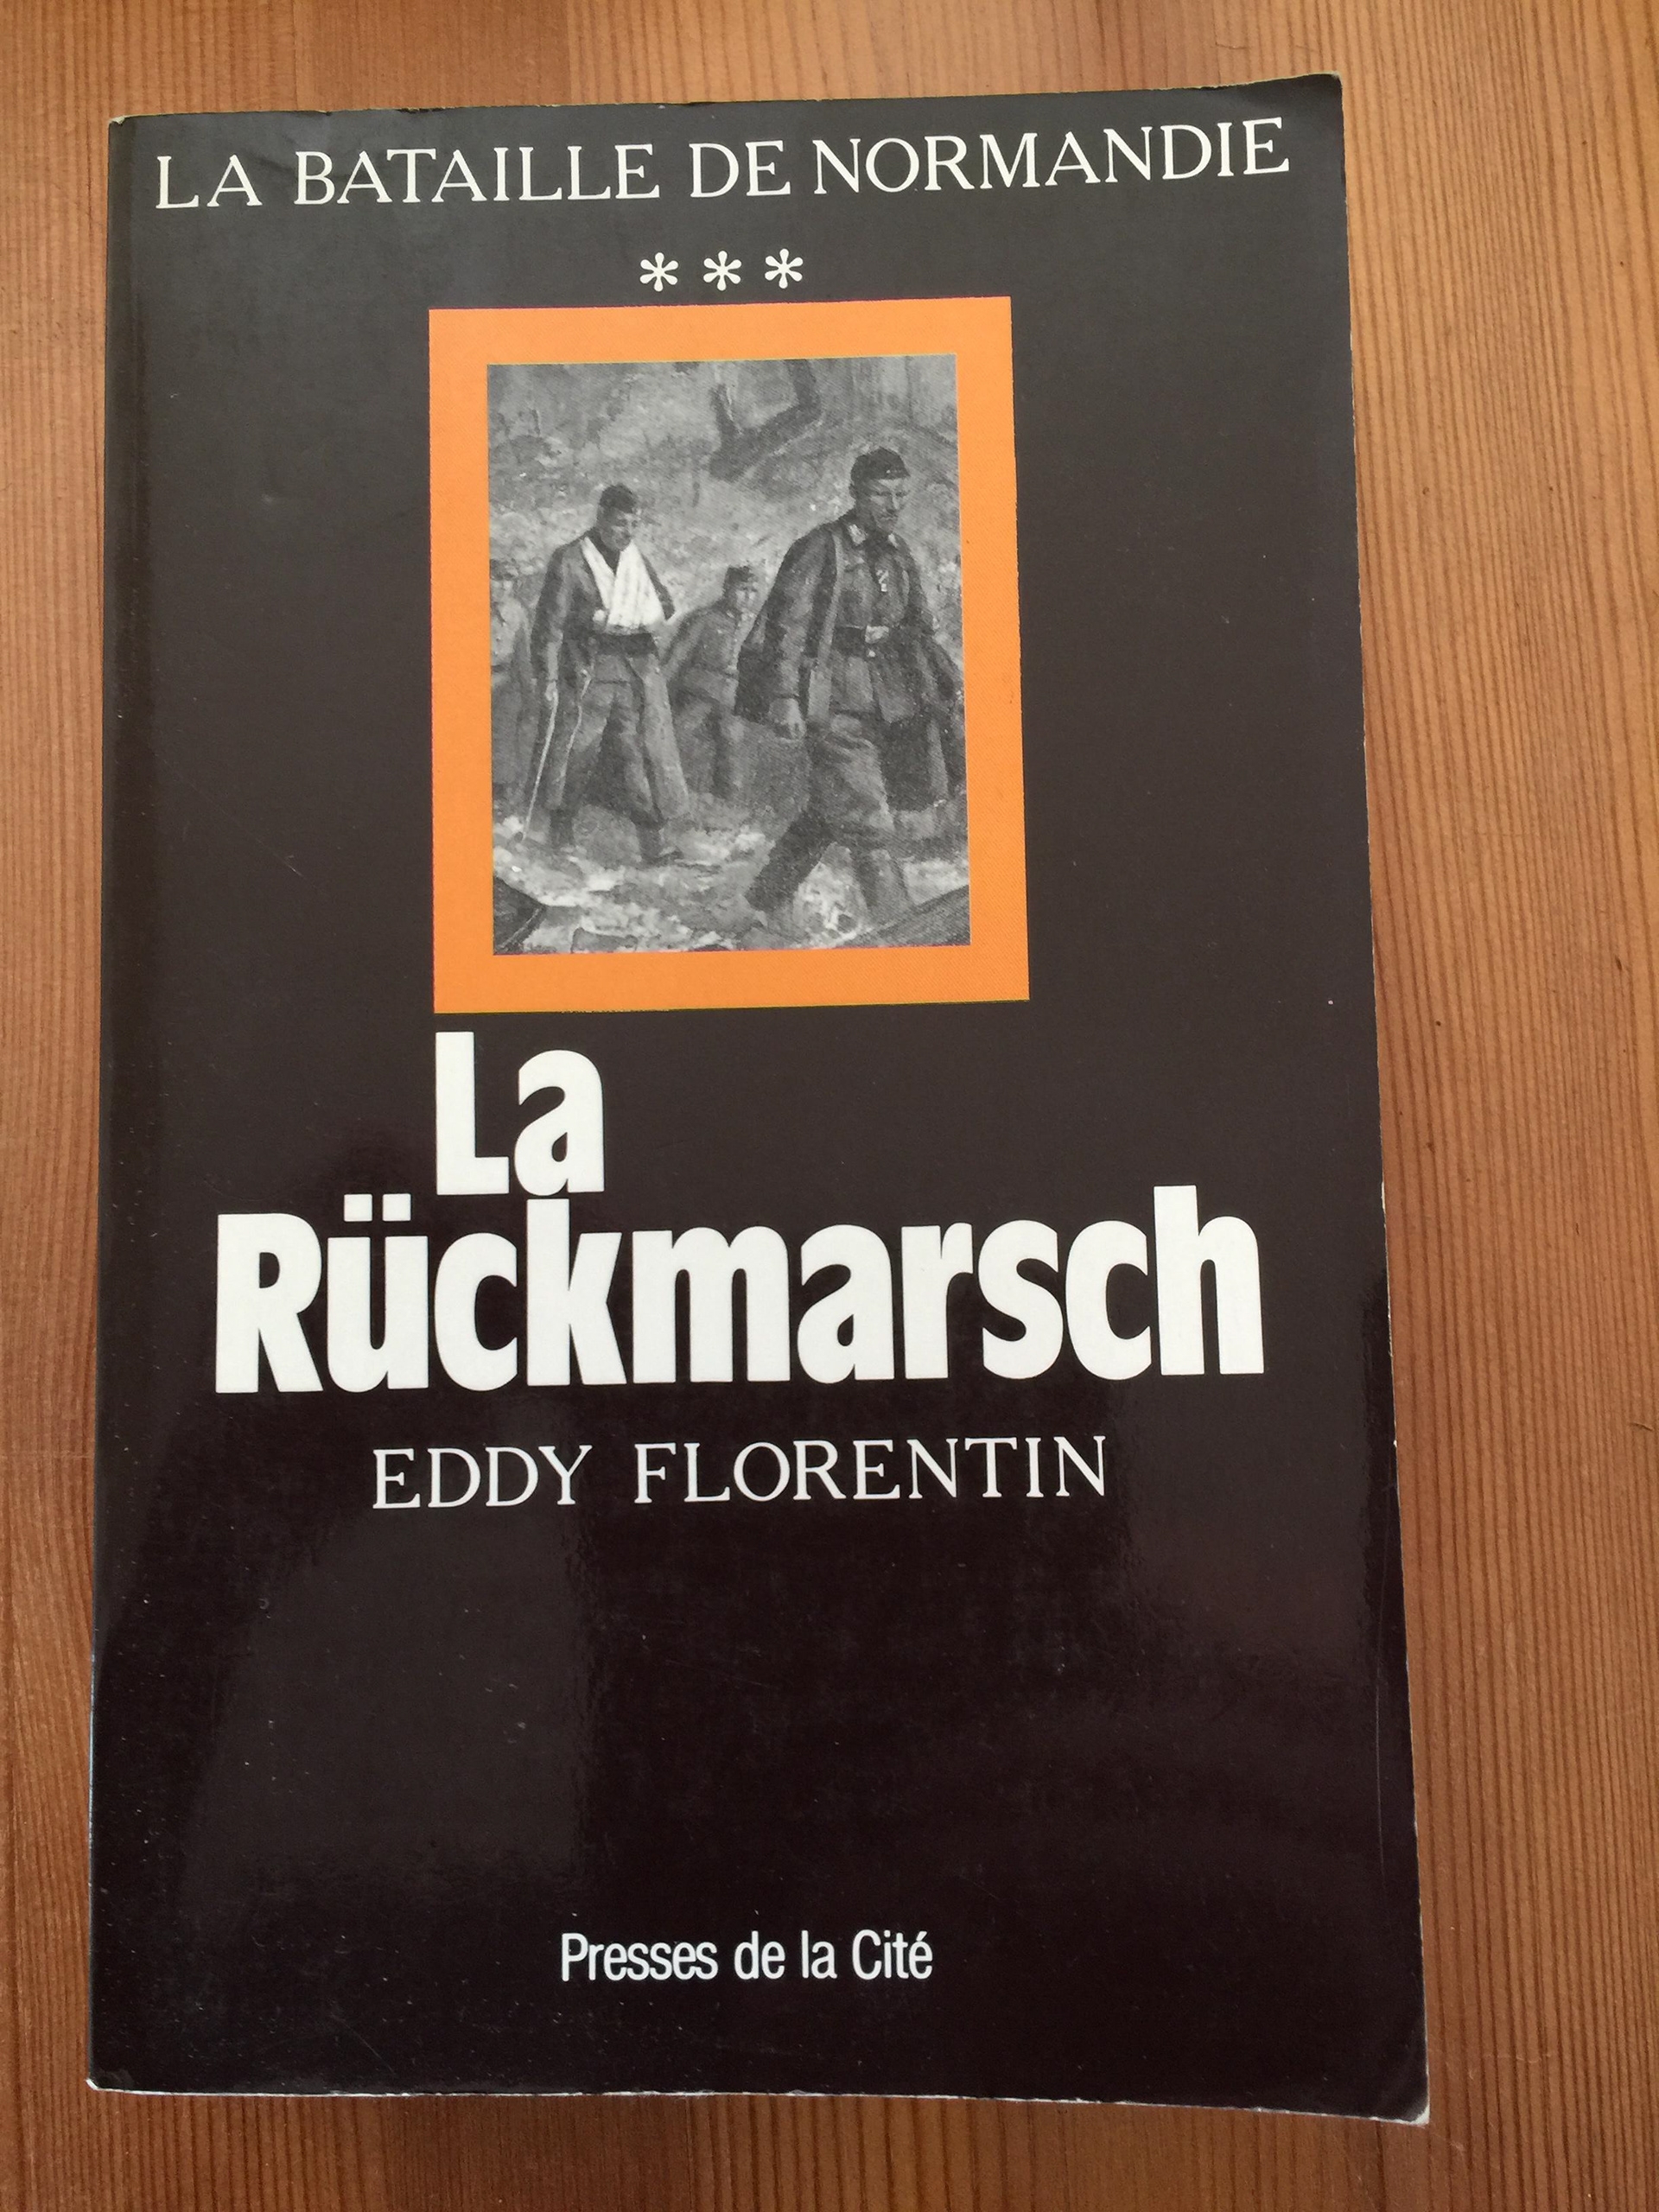 LA BATAILLE DE NORMANDIE
***
La
Rückmarsch
EDDY FLORENTIN
Presses de la Cité